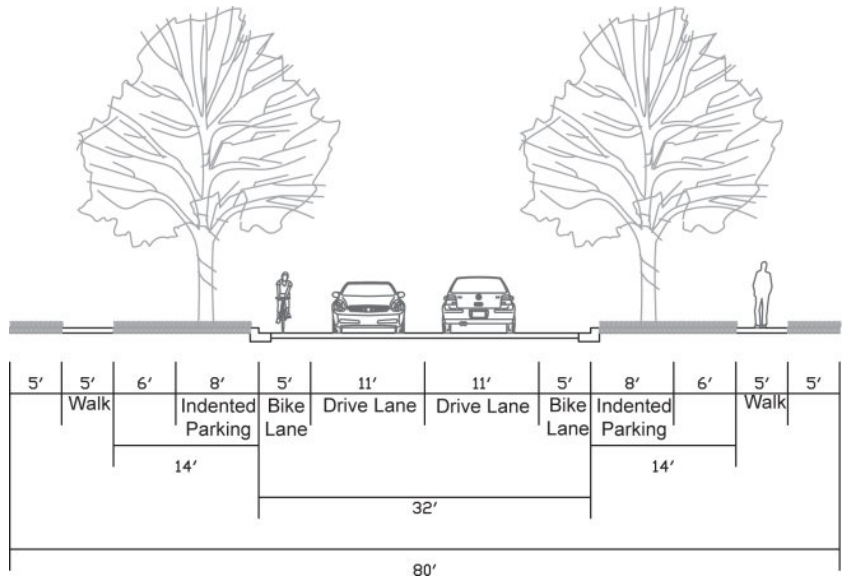 5' 5' 6' 8' 5' 11' 11' 5' 8' 6' 5' 5'
Walk Indented Bike Drive Lane Drive Lane Bike Indented Walk
Parking Lane Lane Parking
14' 14'
32'
80'